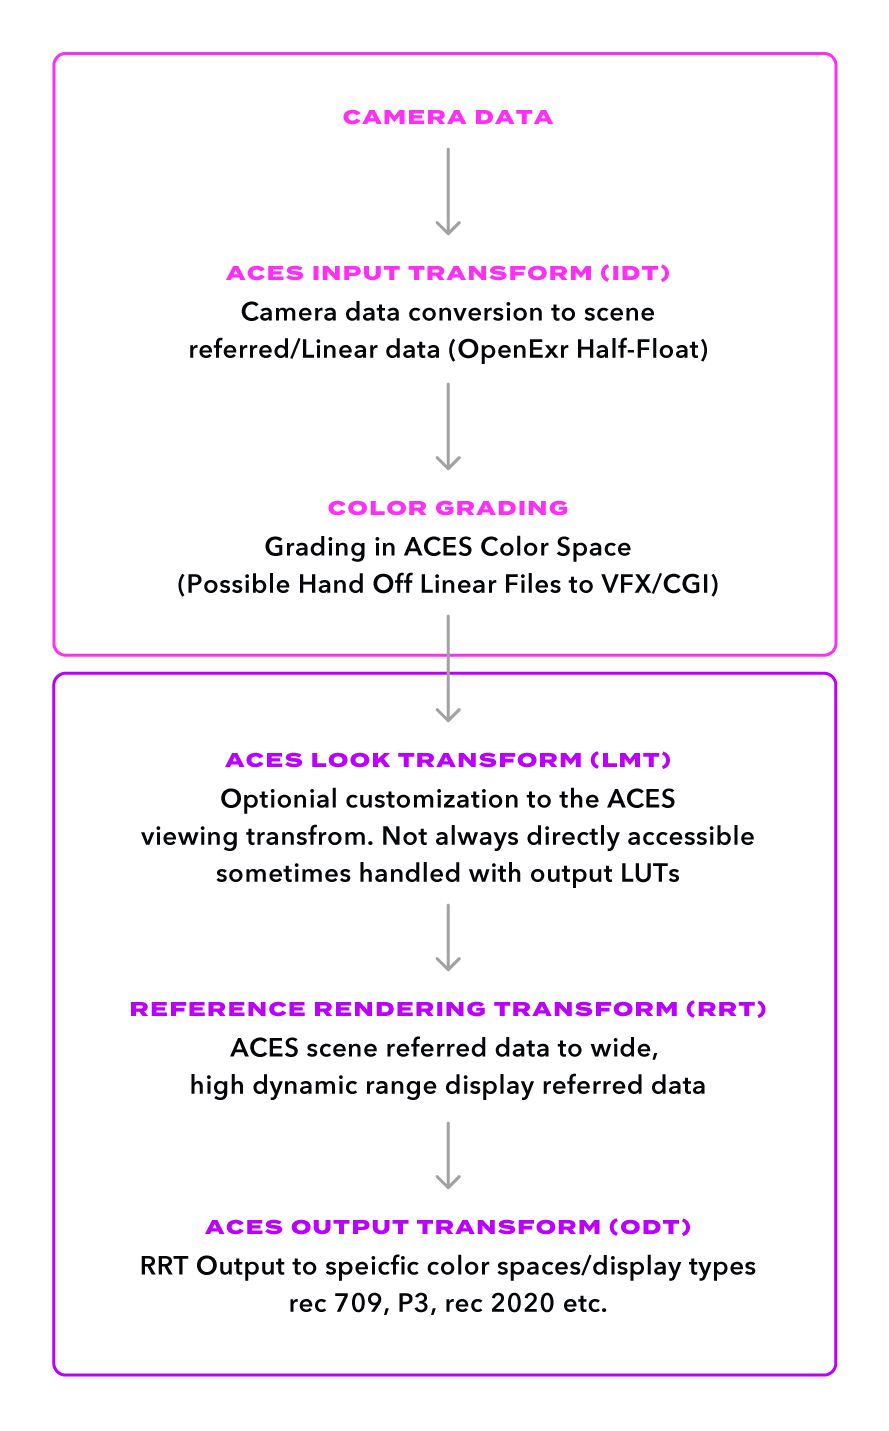 CAMERA DATA
ACES INPUT TRANSFORM (IDT)
Camera data conversion to scene
referred/Linear data (OpenExr Half-Float)
COLOR GRADING
Grading in ACES Color Space
(Possible Hand Off Linear Files to VFX/CGI)
ACES LOOK TRANSFORM (LMT)
Optionial customization to the ACES
viewing transfrom. Not always directly accessible
sometimes handled with output LUTs
REFERENCE RENDERING TRANSFORM (RRT)
ACES scene referred data to wide,
high dynamic range display referred data
ACES OUTPUT TRANSFORM (ODT)
RRT Output to speicfic color spaces/display types
rec 709, P3, rec 2020 etc.